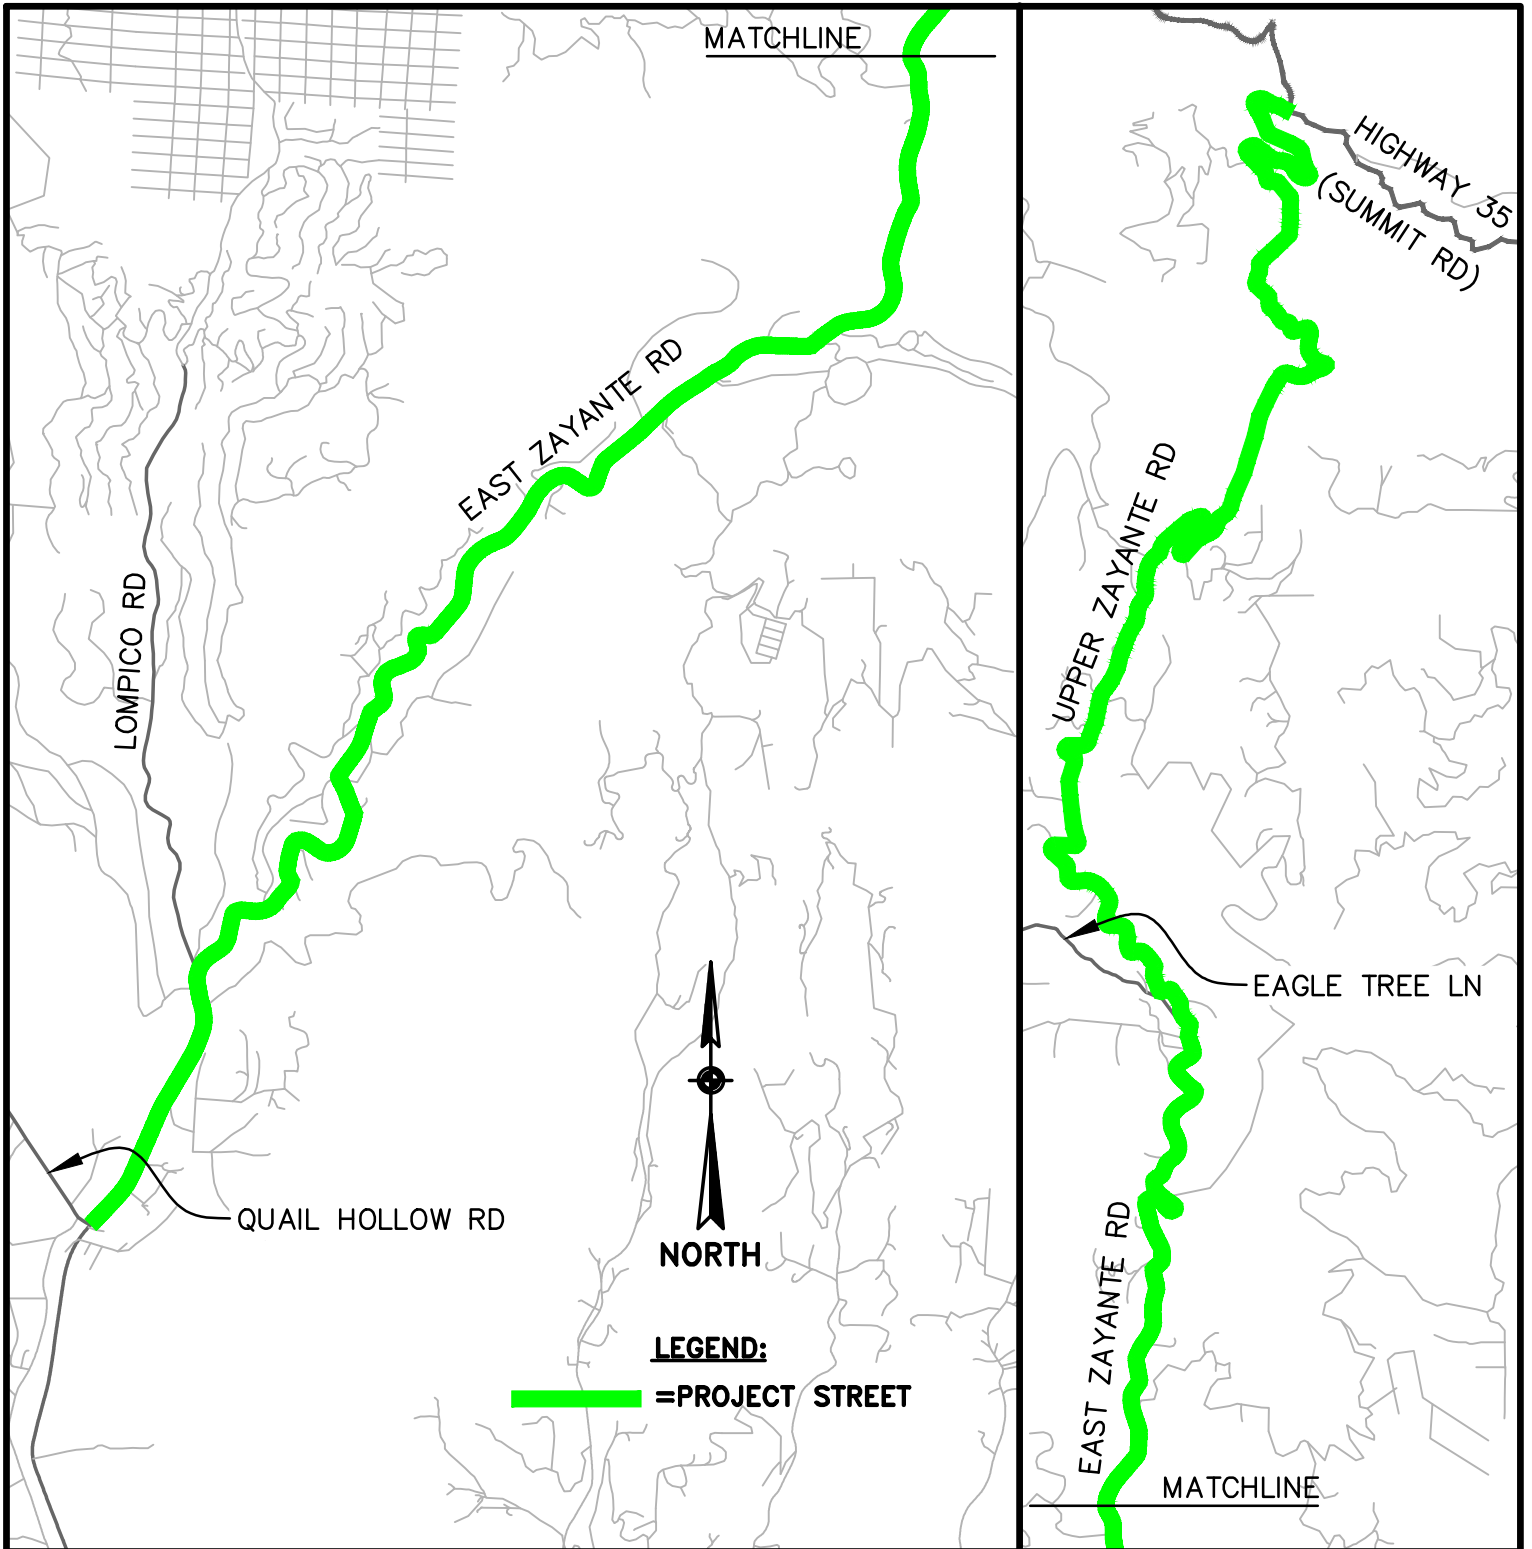 MATCHLINE
EAST ZAYANTE RD
LOMPICO RD
QUAIL HOLLOW RD
NORTH
LEGEND:
=PROJECT STREET
HIGHWAY 35
(SUMMIT RD)
UPPER ZAYANTE RD
EAGLE TREE LN
EAST ZAYANTE RD
MATCHLINE